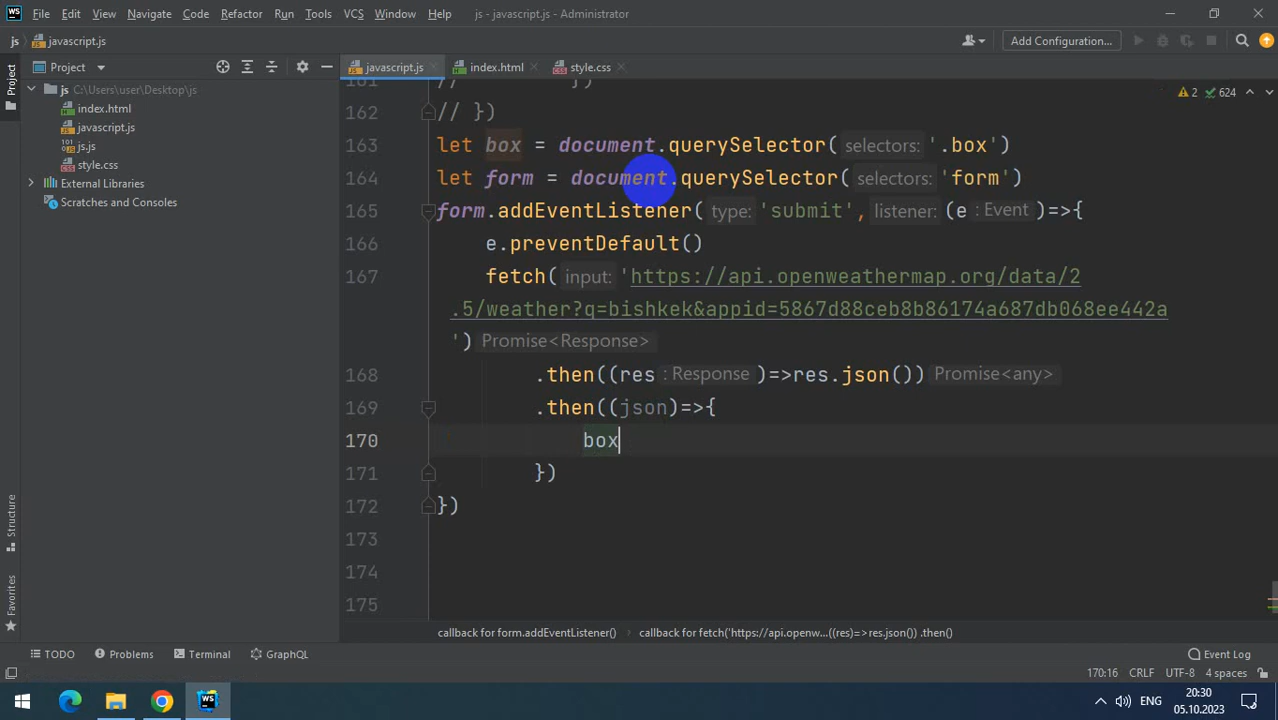 WS File Edit View Navigate Code Refactor Run Tools VCS Window Help js - javascript.js - Administrator
js javascript.js Add Configuration...
Project Project javascript.js index.html style.css
js C:\Users\user\Desktop\js
index.html
javascript.js
js.js
style.css
External Libraries
Scratches and Consoles
Structure
Favorites
2 624
161 // })
162 // })
163 let box = document.querySelector( selectors: '.box')
164 let form = document.querySelector( selectors: 'form')
165 form.addEventListener( type: 'submit', listener: (e : Event )=>{
166 e.preventDefault()
167 fetch( input: 'https://api.openweathermap.org/data/2
.5/weather?q=bishkek&appid=5867d88ceb8b86174a687db068ee442a
') Promise<Response>
168 .then((res : Response )=>res.json()) Promise<any>
169 .then((json)=>{
170 box
171 })
172 })
173
174
175
callback for form.addEventListener() › callback for fetch('https://api.openw...((res)=>res.json()) .then()
TODO Problems Terminal GraphQL Event Log
170:16 CRLF UTF-8 4 spaces
WS ENG 20:30
05.10.2023